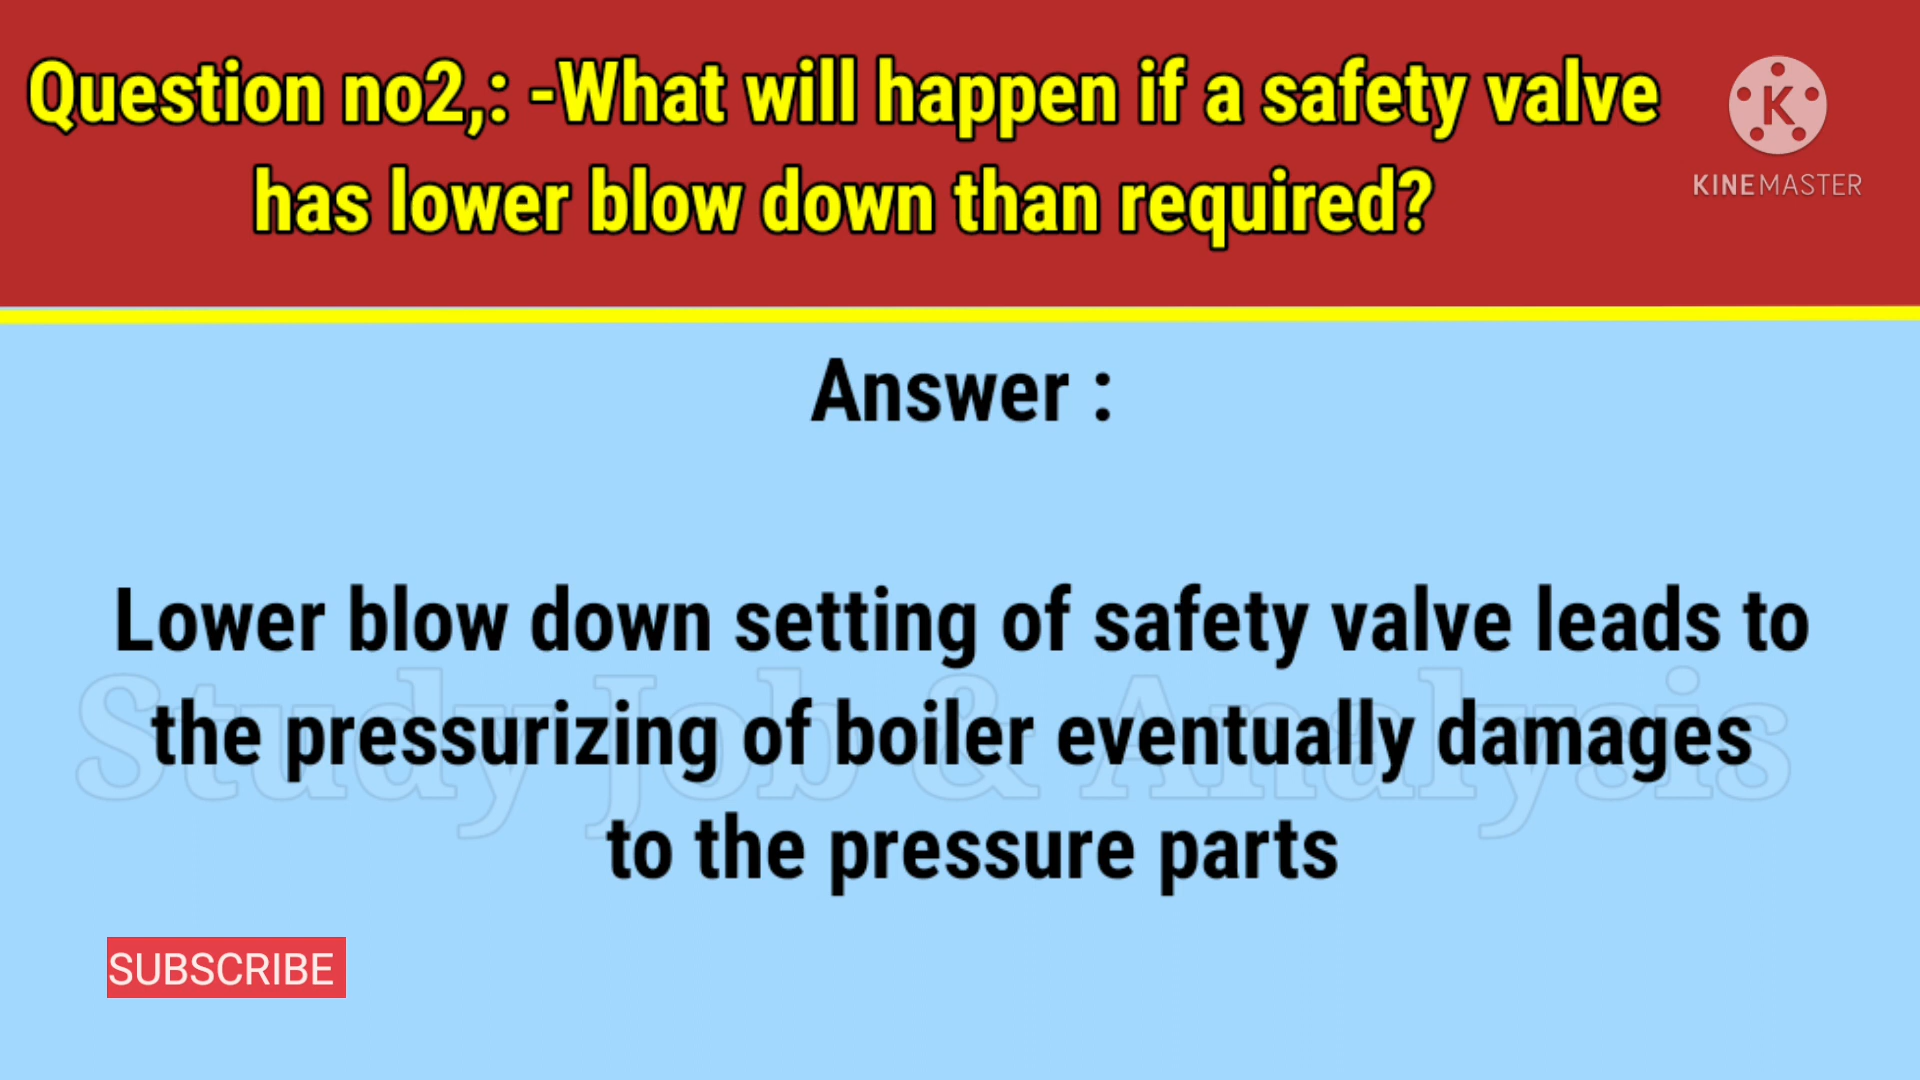 Question no2,: -What will happen if a safety valve
has lower blow down than required?
K
KINEMASTER
Answer :
Lower blow down setting of safety valve leads to
the pressurizing of boiler eventually damages
to the pressure parts
Study Job & Analysis
SUBSCRIBE